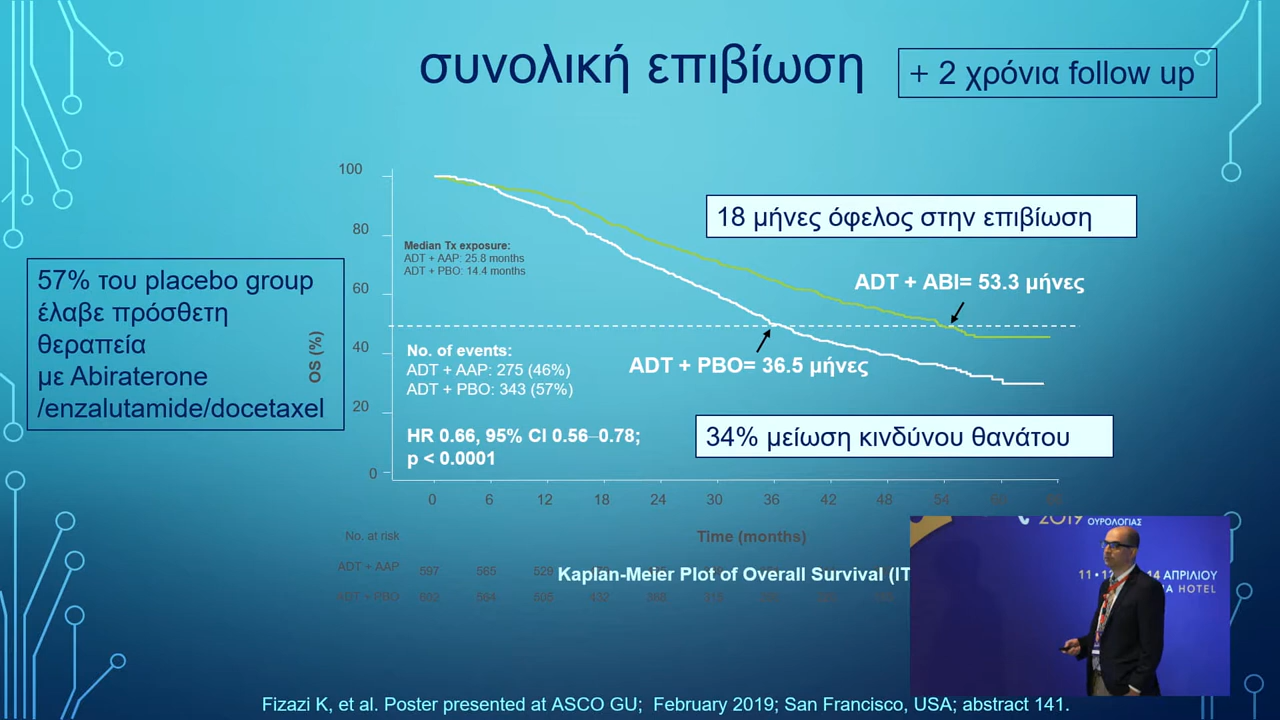 συνολική επιβίωση
+ 2 χρόνια follow up
18 μήνες όφελος στην επιβίωση
57% του placebo group
έλαβε πρόσθετη
θεραπεία
με Abiraterone
/enzalutamide/docetaxel
OS (%)
100
80
60
40
20
0
Median Tx exposure:
ADT + AAP: 25.8 months
ADT + PBO: 14.4 months
ADT + ABI= 53.3 μήνες
ADT + PBO= 36.5 μήνες
No. of events:
ADT + AAP: 275 (46%)
ADT + PBO: 343 (57%)
HR 0.66, 95% CI 0.56–0.78;
p < 0.0001
34% μείωση κινδύνου θανάτου
0 6 12 18 24 30 36 42 48 54
No. at risk
Time (months)
ADT + AAP 597 565 529
Kaplan-Meier Plot of Overall Survival (IT
ADT + PBO 602 564 505 432 368
2019 ΟΥΡΟΛΟΓΙΑΣ
14 ΑΠΡΙΛΙΟΥ
HOTEL
Fizazi K, et al. Poster presented at ASCO GU; February 2019; San Francisco, USA; abstract 141.